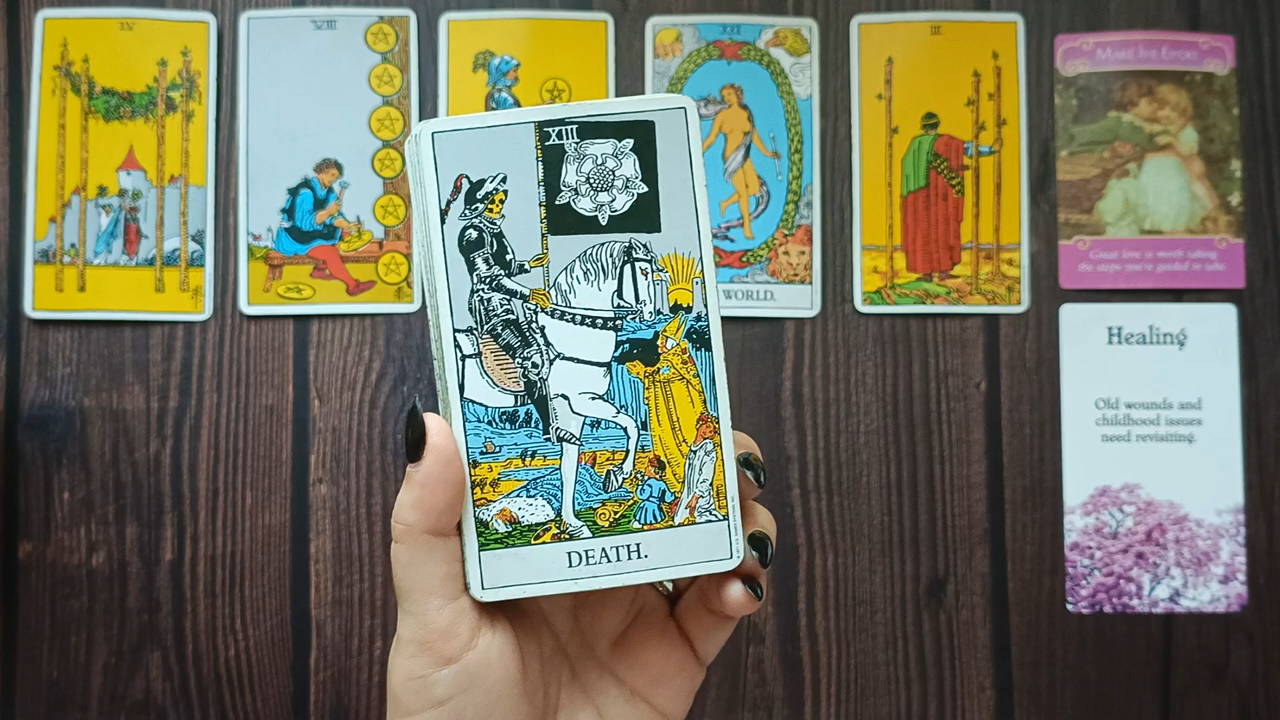 IV
VIII
XXI
III
Make the Effort
Great love is worth taking
the steps you're guided to take.
XIII
WORLD.
Healing
Old wounds and
childhood issues
need revisiting.
DEATH.